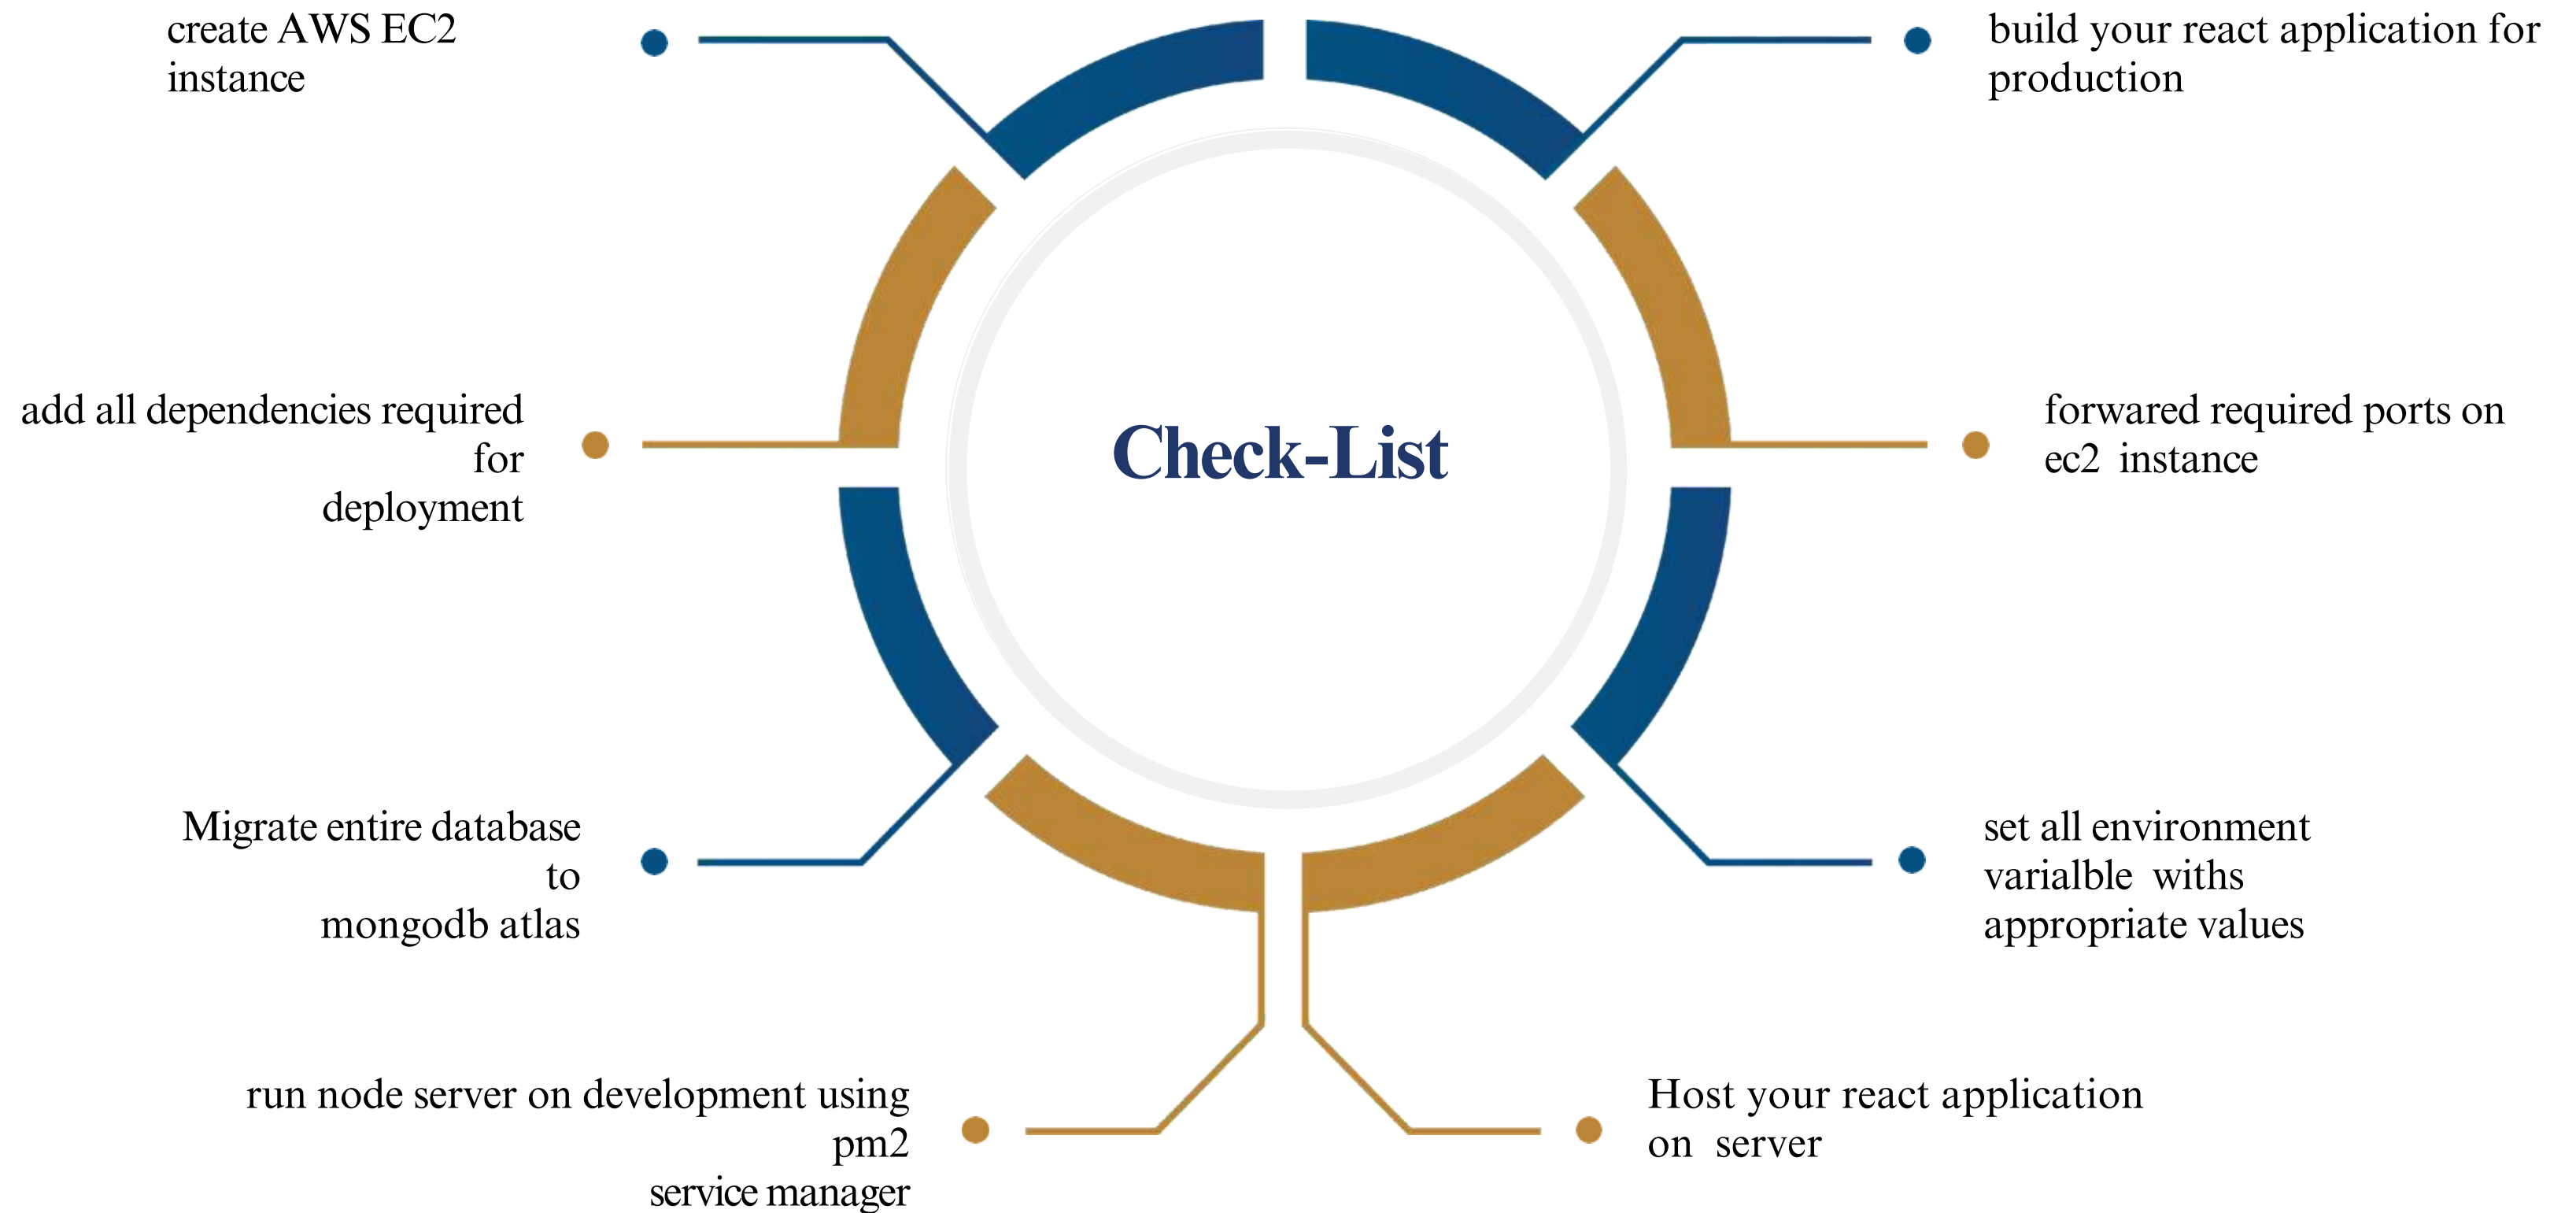 create AWS EC2
instance
build your react application for
production
add all dependencies required
for
deployment
Check-List
forwared required ports on
ec2 instance
Migrate entire database
to
mongodb atlas
set all environment
varialble withs
appropriate values
run node server on development using
pm2
service manager
Host your react application
on server